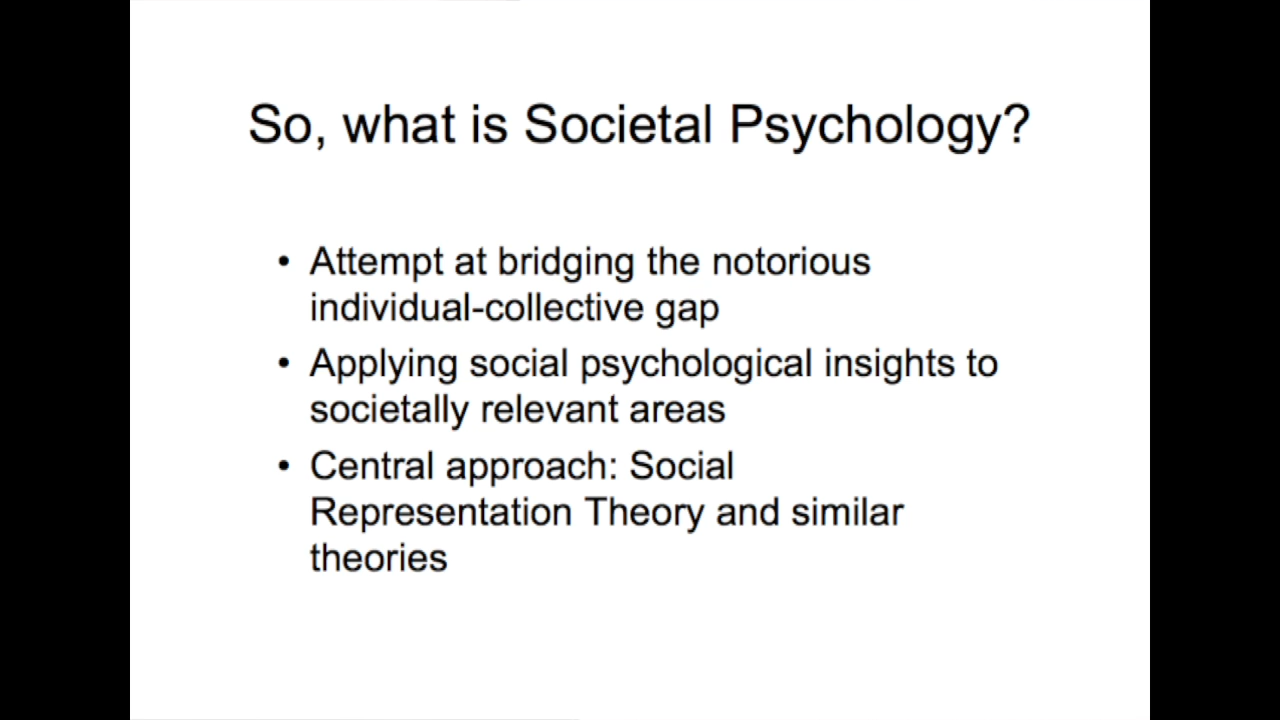 So, what is Societal Psychology?
• Attempt at bridging the notorious
individual-collective gap
• Applying social psychological insights to
societally relevant areas
• Central approach: Social
Representation Theory and similar
theories